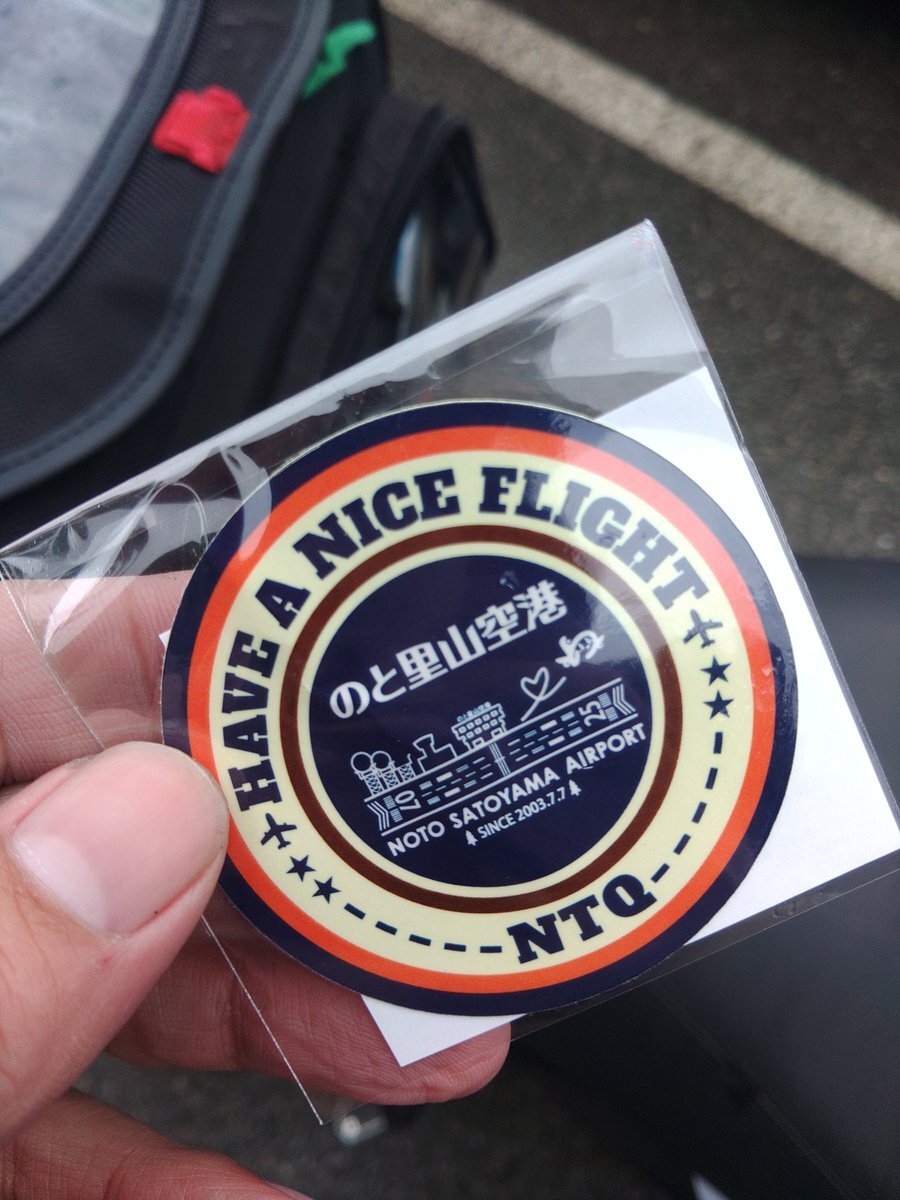 HAVE A NICE FLIGHT
のと里山空港
07
25
NOTO SATOYAMA AIRPORT
SINCE 2003.7.7
NTQ